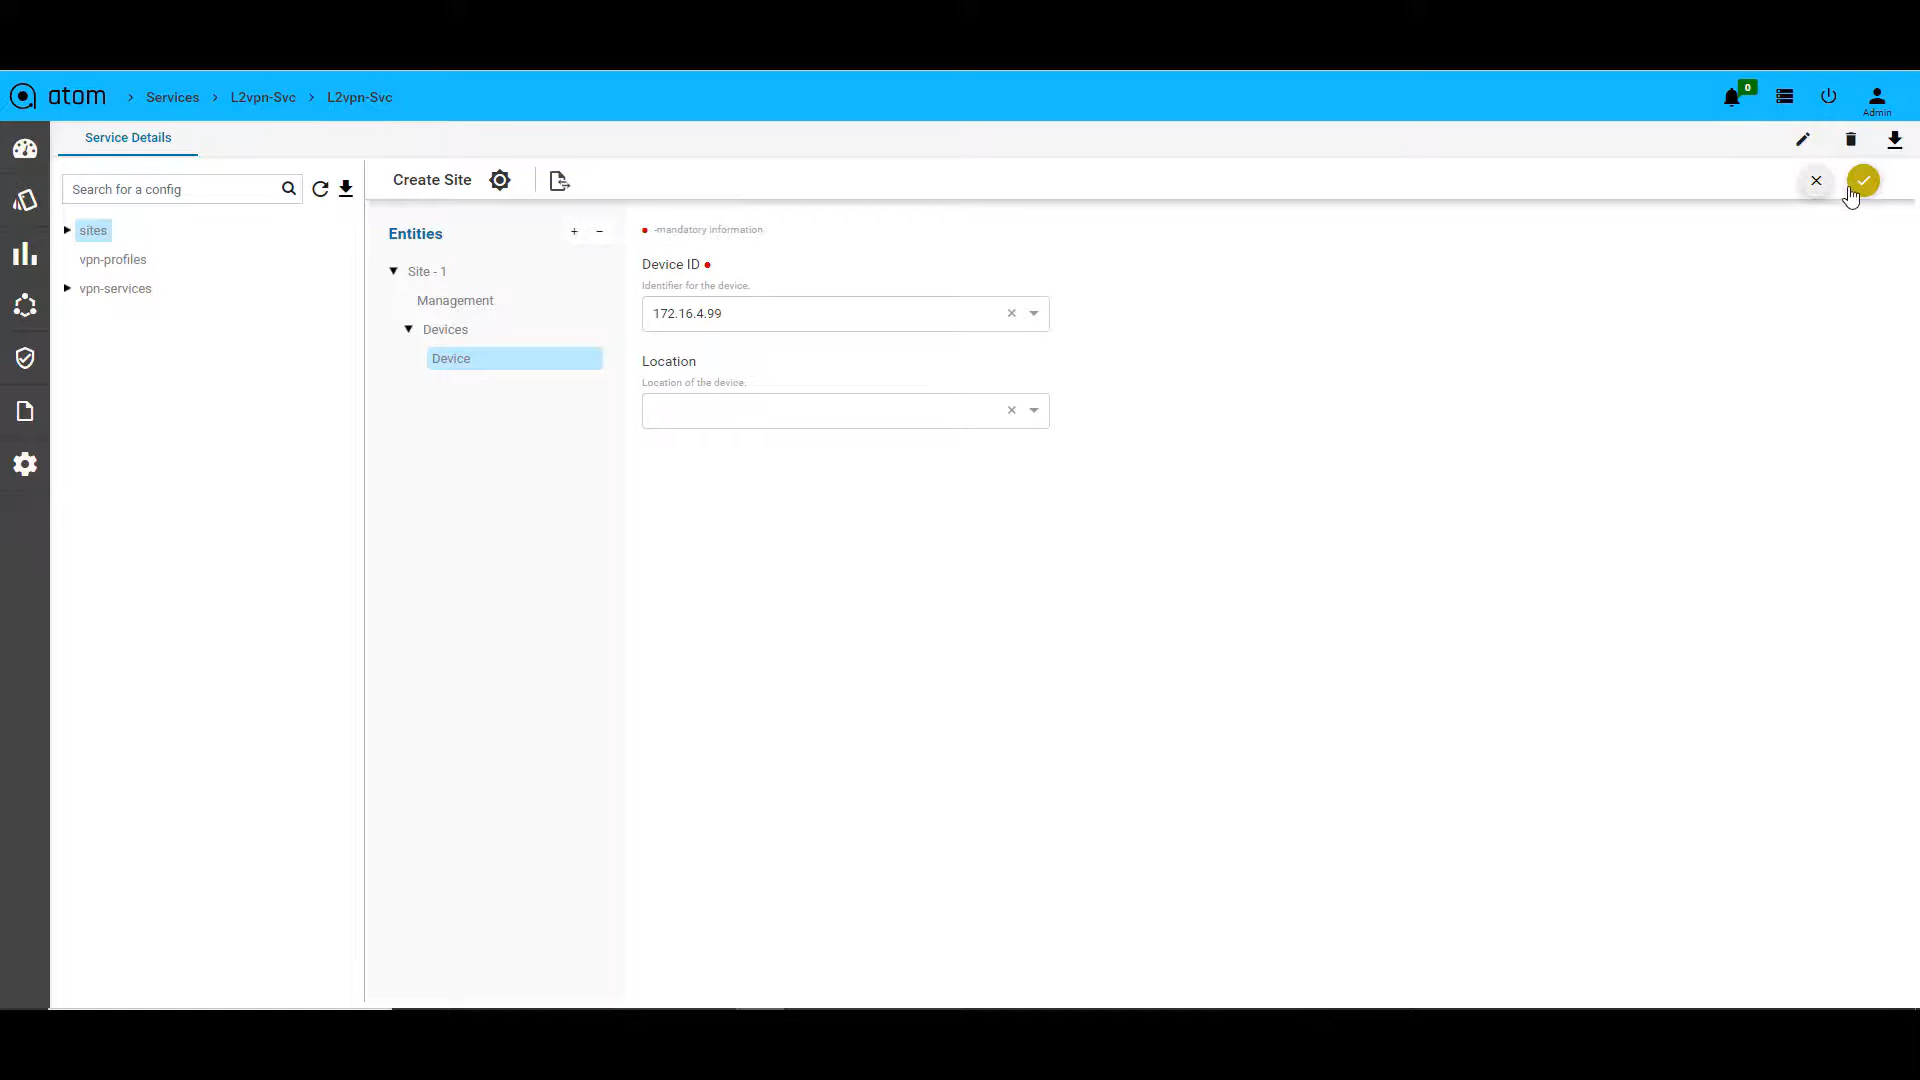 atom > Services > L2vpn-Svc > L2vpn-Svc
0
Admin
Service Details
Search for a config
sites
vpn-profiles
vpn-services
Create Site
Entities
+ −
Site - 1
Management
Devices
Device
-mandatory information
Device ID
Identifier for the device.
172.16.4.99
Location
Location of the device.